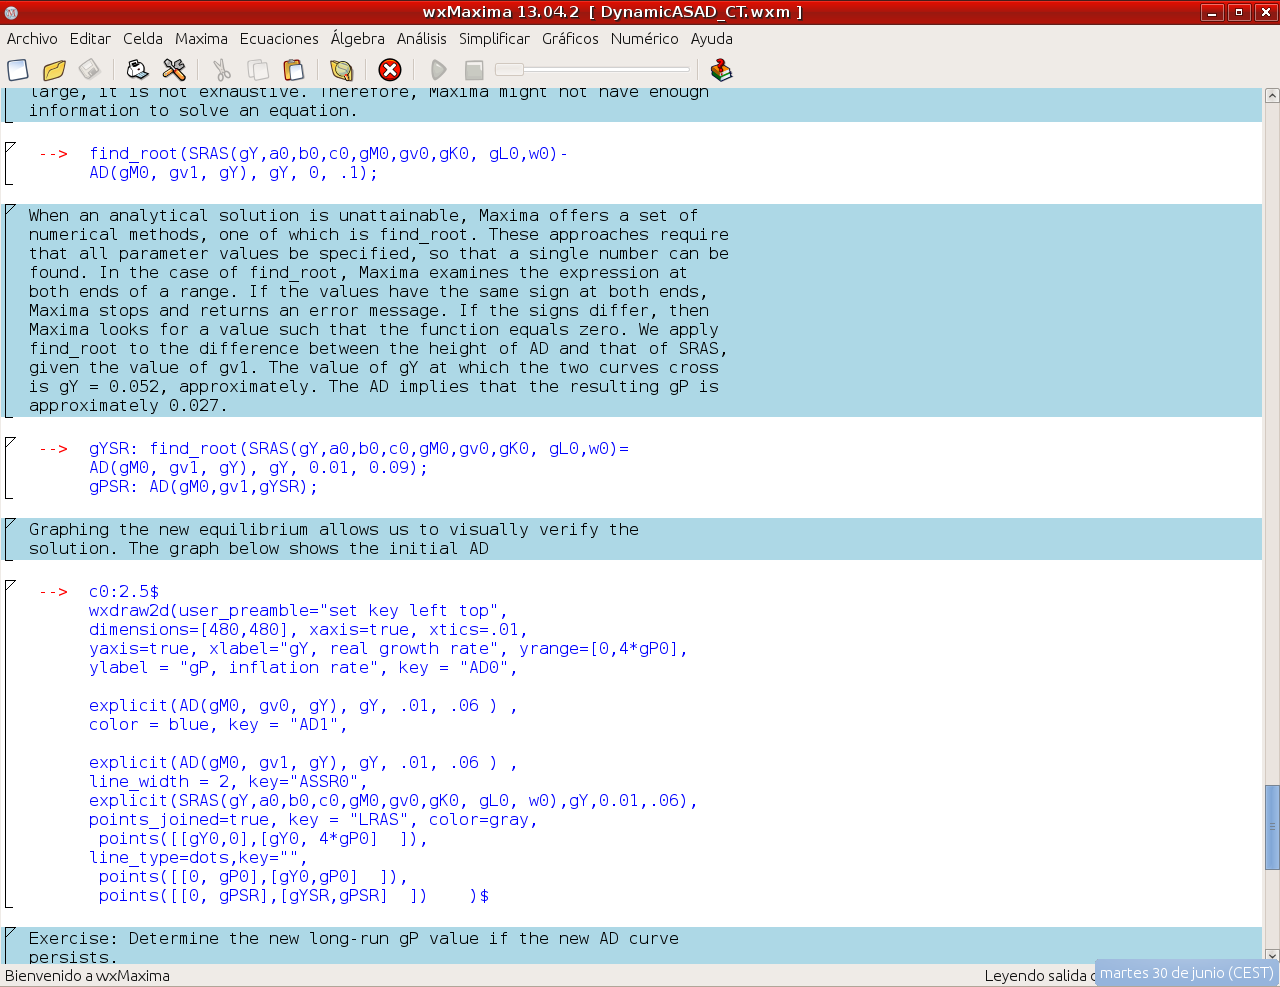 wxMaxima 13.04.2 [ DynamicASAD_CT.wxm ]
Archivo Editar Celda Maxima Ecuaciones Álgebra Análisis Simplificar Gráficos Numérico Ayuda
large, it is not exhaustive. Therefore, Maxima might not have enough
information to solve an equation.
--> find_root(SRAS(gY,a0,b0,c0,gM0,gv0,gK0, gL0,w0)-
AD(gM0, gv1, gY), gY, 0, .1);
When an analytical solution is unattainable, Maxima offers a set of
numerical methods, one of which is find_root. These approaches require
that all parameter values be specified, so that a single number can be
found. In the case of find_root, Maxima examines the expression at
both ends of a range. If the values have the same sign at both ends,
Maxima stops and returns an error message. If the signs differ, then
Maxima looks for a value such that the function equals zero. We apply
find_root to the difference between the height of AD and that of SRAS,
given the value of gv1. The value of gY at which the two curves cross
is gY = 0.052, approximately. The AD implies that the resulting gP is
approximately 0.027.
--> gYSR: find_root(SRAS(gY,a0,b0,c0,gM0,gv0,gK0, gL0,w0)=
AD(gM0, gv1, gY), gY, 0.01, 0.09);
gPSR: AD(gM0,gv1,gYSR);
Graphing the new equilibrium allows us to visually verify the
solution. The graph below shows the initial AD
--> c0:2.5$
wxdraw2d(user_preamble="set key left top",
dimensions=[480,480], xaxis=true, xtics=.01,
yaxis=true, xlabel="gY, real growth rate", yrange=[0,4*gP0],
ylabel = "gP, inflation rate", key = "AD0",
explicit(AD(gM0, gv0, gY), gY, .01, .06 ) ,
color = blue, key = "AD1",
explicit(AD(gM0, gv1, gY), gY, .01, .06 ) ,
line_width = 2, key="ASSR0",
explicit(SRAS(gY,a0,b0,c0,gM0,gv0,gK0, gL0, w0),gY,0.01,.06),
points_joined=true, key = "LRAS", color=gray,
points([[gY0,0],[gY0, 4*gP0] ]),
line_type=dots,key="",
points([[0, gP0],[gY0,gP0] ]),
points([[0, gPSR],[gYSR,gPSR] ]) )$
Exercise: Determine the new long-run gP value if the new AD curve
persists.
Bienvenido a wxMaxima
Leyendo salida
martes 30 de junio (CEST)